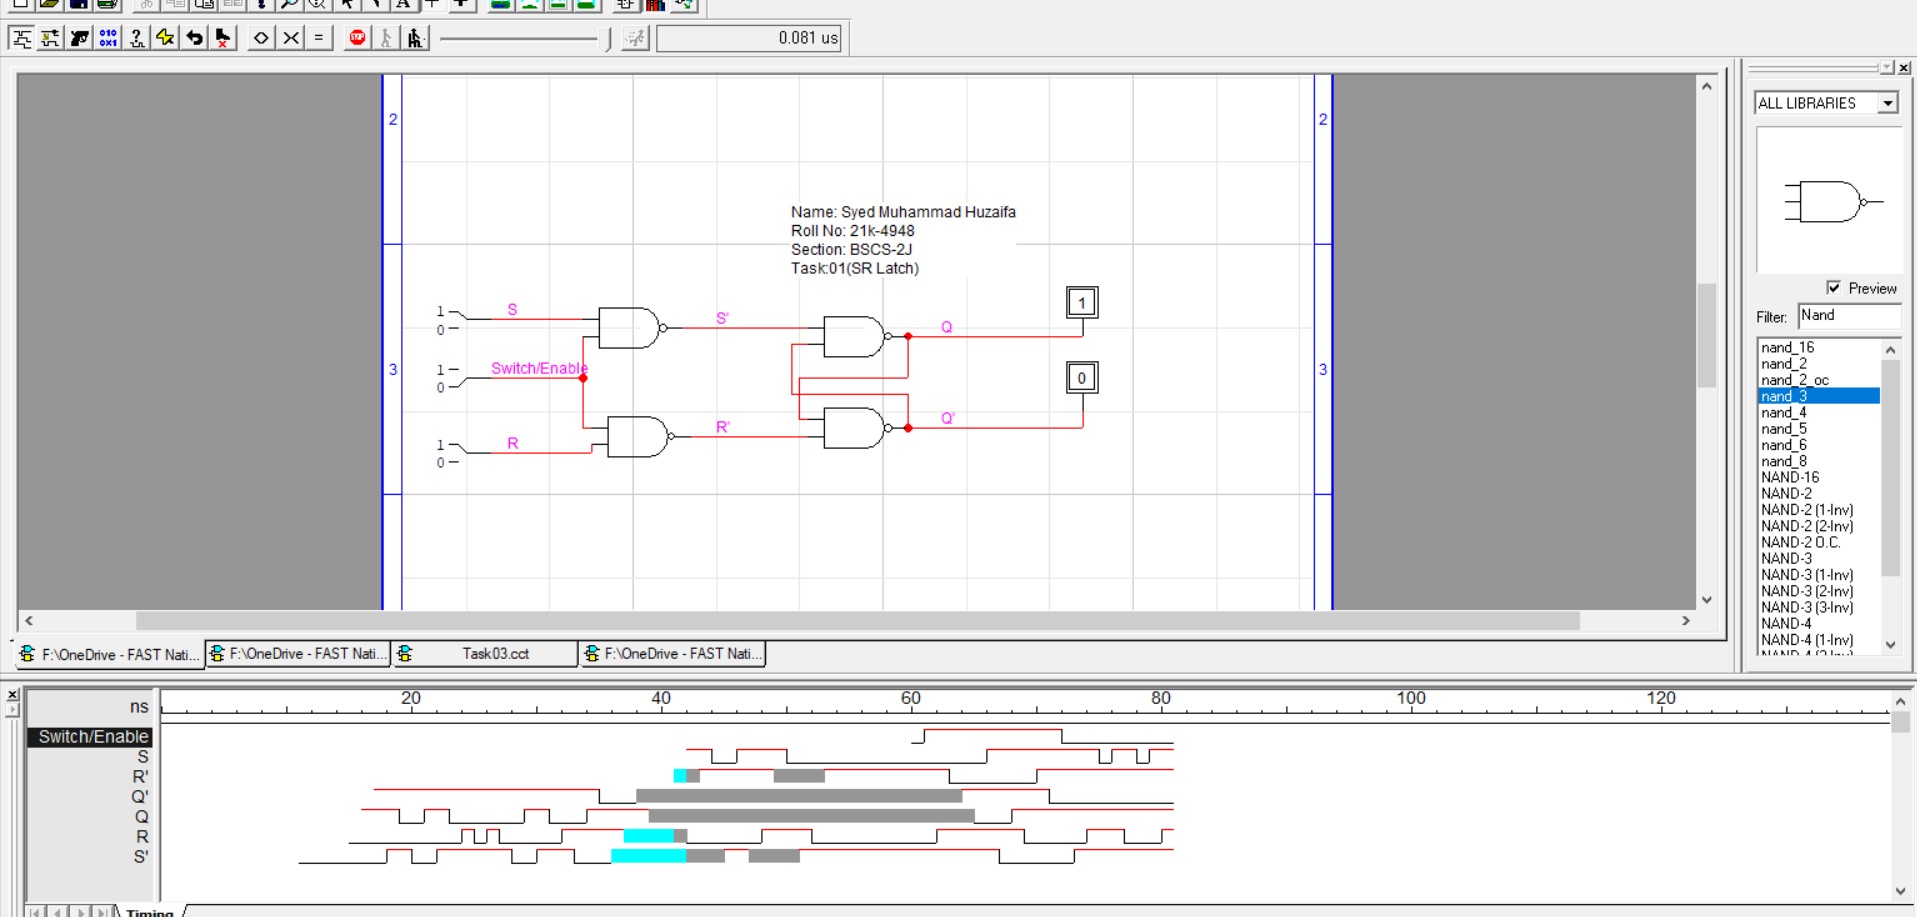 010
0X1
?
=
STOP
0.081 us
2
2
Name: Syed Muhammad Huzaifa
Roll No: 21k-4948
Section: BSCS-2J
Task:01(SR Latch)
1
0
S
S'
Q
1
3
1
0
Switch/Enable
0
3
1
0
R
R'
Q'
ALL LIBRARIES
Preview
Filter: Nand
nand_16
nand_2
nand_2_oc
nand_3
nand_4
nand_5
nand_6
nand_8
NAND-16
NAND-2
NAND-2 (1-Inv)
NAND-2 (2-Inv)
NAND-2 O.C.
NAND-3
NAND-3 (1-Inv)
NAND-3 (2-Inv)
NAND-3 (3-Inv)
NAND-4
NAND-4 (1-Inv)
F:\OneDrive - FAST Nati...
F:\OneDrive - FAST Nati...
Task03.cct
F:\OneDrive - FAST Nati...
ns
20
40
60
80
100
120
Switch/Enable
S
R'
Q'
Q
R
S'
Timing